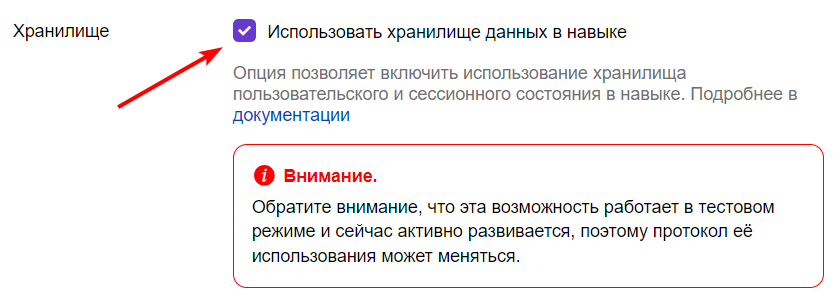 Хранилище
Использовать хранилище данных в навыке
Опция позволяет включить использование хранилища
пользовательского и сессионного состояния в навыке. Подробнее в
документации
Внимание.
Обратите внимание, что эта возможность работает в тестовом
режиме и сейчас активно развивается, поэтому протокол её
использования может меняться.